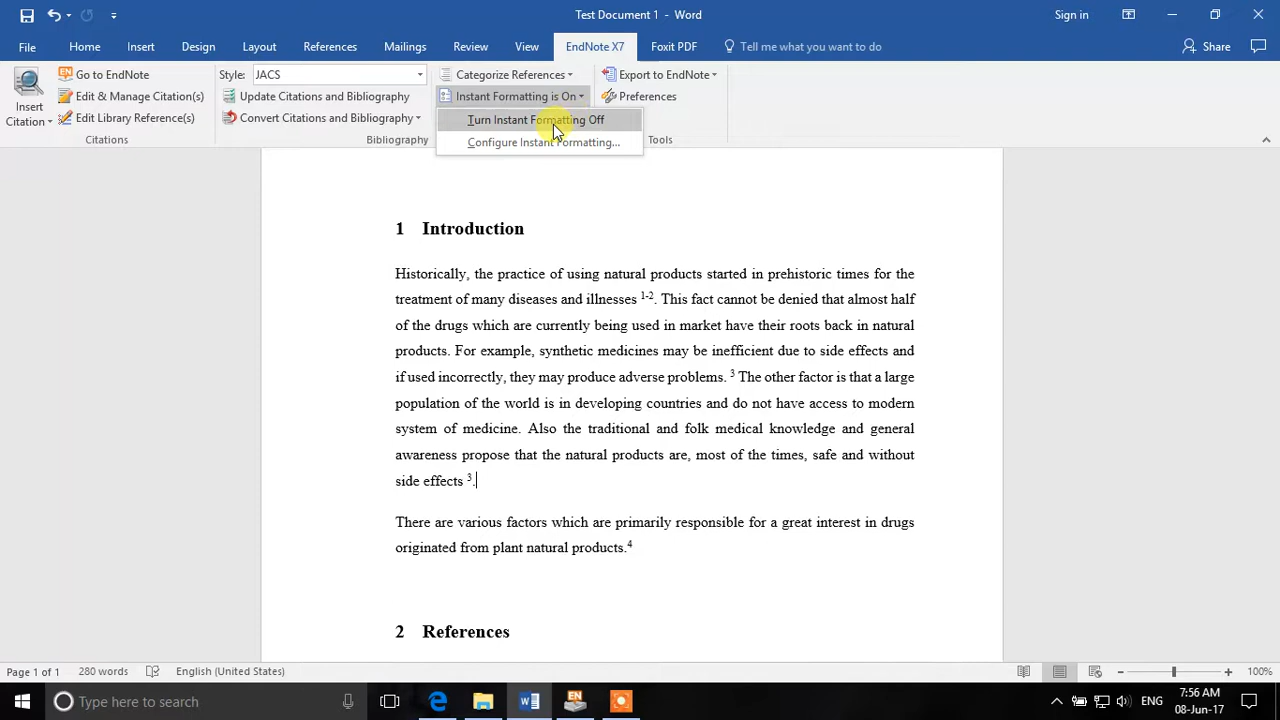 Test Document 1 - Word
Sign in
File Home Insert Design Layout References Mailings Review View EndNote X7 Foxit PDF Tell me what you want to do Share
Insert Citation
EN Go to EndNote
Edit & Manage Citation(s)
Edit Library Reference(s)
Citations
Style: JACS
Update Citations and Bibliography
Convert Citations and Bibliography
Bibliography
Categorize References
Instant Formatting is On
Turn Instant Formatting Off
Configure Instant Formatting...
Export to EndNote
Preferences
Tools
1 Introduction
Historically, the practice of using natural products started in prehistoric times for the
treatment of many diseases and illnesses 1-2. This fact cannot be denied that almost half
of the drugs which are currently being used in market have their roots back in natural
products. For example, synthetic medicines may be inefficient due to side effects and
if used incorrectly, they may produce adverse problems. 3 The other factor is that a large
population of the world is in developing countries and do not have access to modern
system of medicine. Also the traditional and folk medical knowledge and general
awareness propose that the natural products are, most of the times, safe and without
side effects 3.
There are various factors which are primarily responsible for a great interest in drugs
originated from plant natural products.4
2 References
Page 1 of 1 280 words English (United States) 100%
Type here to search
EN
ENG
7:56 AM
08-Jun-17